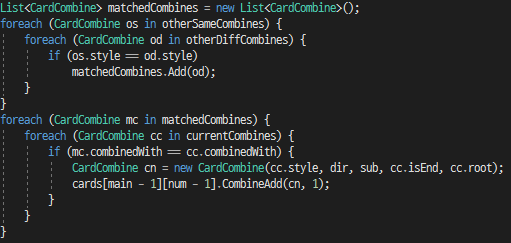 List<CardCombine> matchedCombines = new List<CardCombine>();
foreach (CardCombine os in otherSameCombines) {
    foreach (CardCombine od in otherDiffCombines) {
        if (os.style == od.style)
            matchedCombines.Add(od);
    }
}
foreach (CardCombine mc in matchedCombines) {
    foreach (CardCombine cc in currentCombines) {
        if (mc.combinedWith == cc.combinedWith) {
            CardCombine cn = new CardCombine(cc.style, dir, sub, cc.isEnd, cc.root);
            cards[main - 1][num - 1].CombineAdd(cn, 1);
        }
    }
}